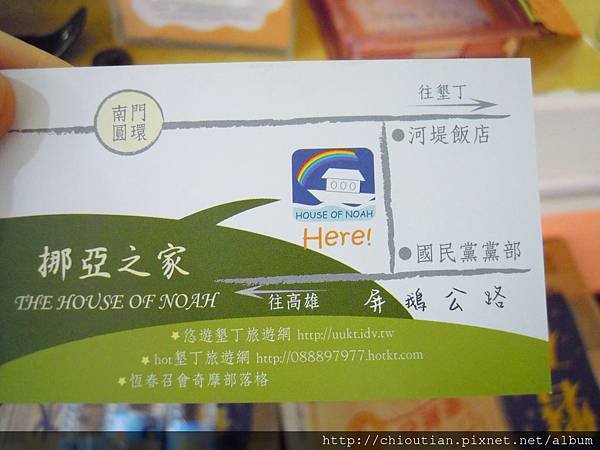 往墾丁
南門
圓環
河堤飯店
HOUSE OF NOAH
Here!
國民黨黨部
挪亞之家
THE HOUSE OF NOAH
往高雄
屏鵝公路
悠遊墾丁旅遊網 http://uukt.idv.tw
hot墾丁旅遊網 http://088897977.hotkt.com
恆春召會奇摩部落格
http://chioutian.pixnet.net/album